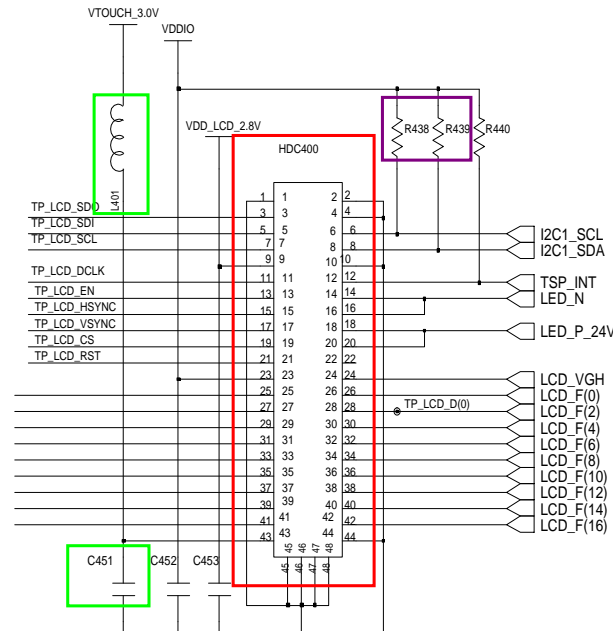 VTOUCH_3.0V
VDDIO
VDD_LCD_2.8V
HDC400
R438 R439 R440
L401
TP_LCD_SDO
TP_LCD_SDI
TP_LCD_SCL
TP_LCD_DCLK
TP_LCD_EN
TP_LCD_HSYNC
TP_LCD_VSYNC
TP_LCD_CS
TP_LCD_RST
1 1 2 2
3 3 4 4
5 5 6 6
7 7 8 8
9 9 10 10
11 11 12 12
13 13 14 14
15 15 16 16
17 17 18 18
19 19 20 20
21 21 22 22
23 23 24 24
25 25 26 26
27 27 28 28
29 29 30 30
31 31 32 32
33 33 34 34
35 35 36 36
37 37 38 38
39 39 40 40
41 41 42 42
43 43 44 44
45 46 47 48
45 46 47 48
I2C1_SCL
I2C1_SDA
TSP_INT
LED_N
LED_P_24V
LCD_VGH
LCD_F(0)
TP_LCD_D(0)
LCD_F(2)
LCD_F(4)
LCD_F(6)
LCD_F(8)
LCD_F(10)
LCD_F(12)
LCD_F(14)
LCD_F(16)
C451 C452 C453